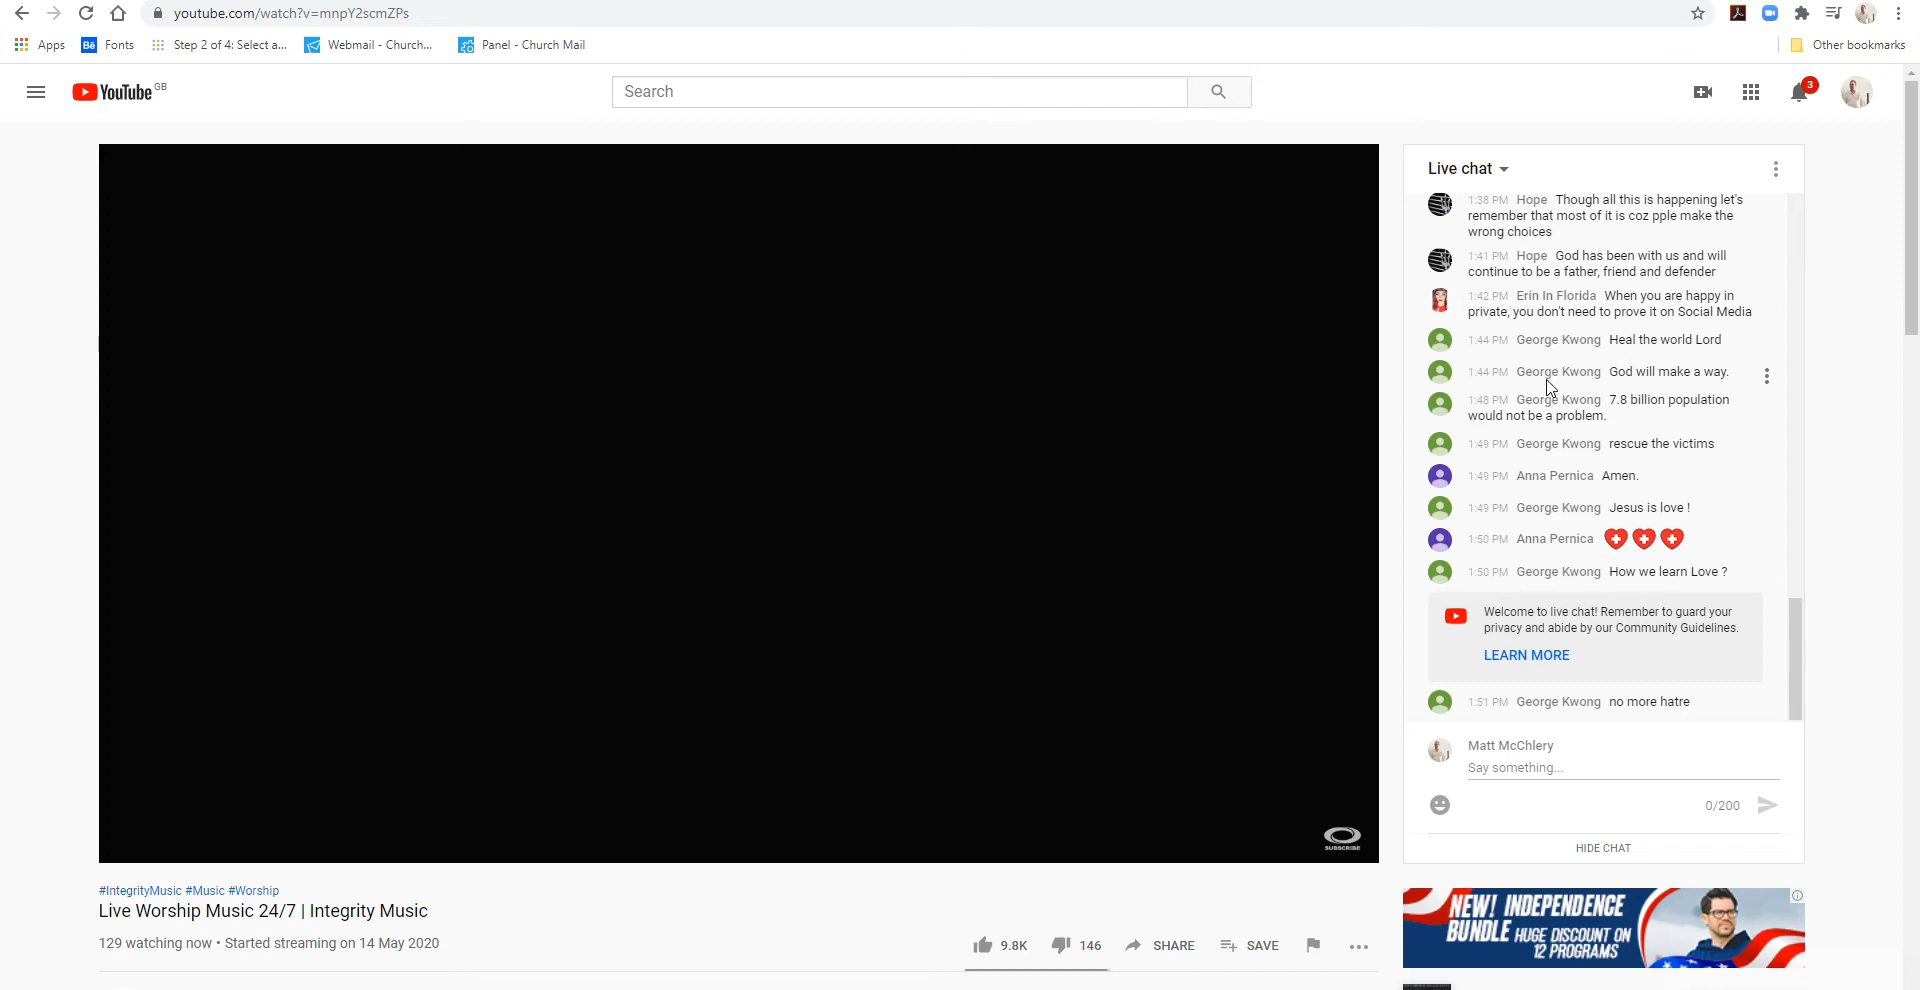 youtube.com/watch?v=mnpY2scmZPs
Apps
Bē Fonts
Step 2 of 4: Select a...
Webmail - Church...
Panel - Church Mail
Other bookmarks
YouTube GB
Search
3
Live chat
1:38 PM Hope Though all this is happening let's
remember that most of it is coz pple make the
wrong choices
1:41 PM Hope God has been with us and will
continue to be a father, friend and defender
1:42 PM Erin In Florida When you are happy in
private, you don't need to prove it on Social Media
1:44 PM George Kwong Heal the world Lord
1:44 PM George Kwong God will make a way.
1:48 PM George Kwong 7.8 billion population
would not be a problem.
1:49 PM George Kwong rescue the victims
1:49 PM Anna Pernica Amen.
1:49 PM George Kwong Jesus is love !
1:50 PM Anna Pernica
1:50 PM George Kwong How we learn Love ?
Welcome to live chat! Remember to guard your
privacy and abide by our Community Guidelines.
LEARN MORE
1:51 PM George Kwong no more hatre
Matt McChlery
Say something...
0/200
HIDE CHAT
SUBSCRIBE
#IntegrityMusic #Music #Worship
Live Worship Music 24/7 | Integrity Music
129 watching now • Started streaming on 14 May 2020
9.8K
146
SHARE
SAVE
NEW! INDEPENDENCE
BUNDLE HUGE DISCOUNT ON
12 PROGRAMS